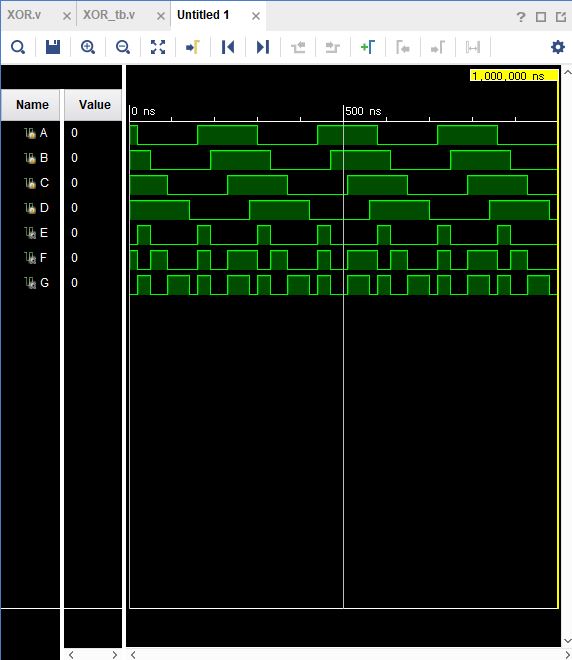 XOR.v × XOR_tb.v × Untitled 1 ×
?
1,000,000 ns
Name Value
0 ns 500 ns
A 0
B 0
C 0
D 0
E 0
F 0
G 0